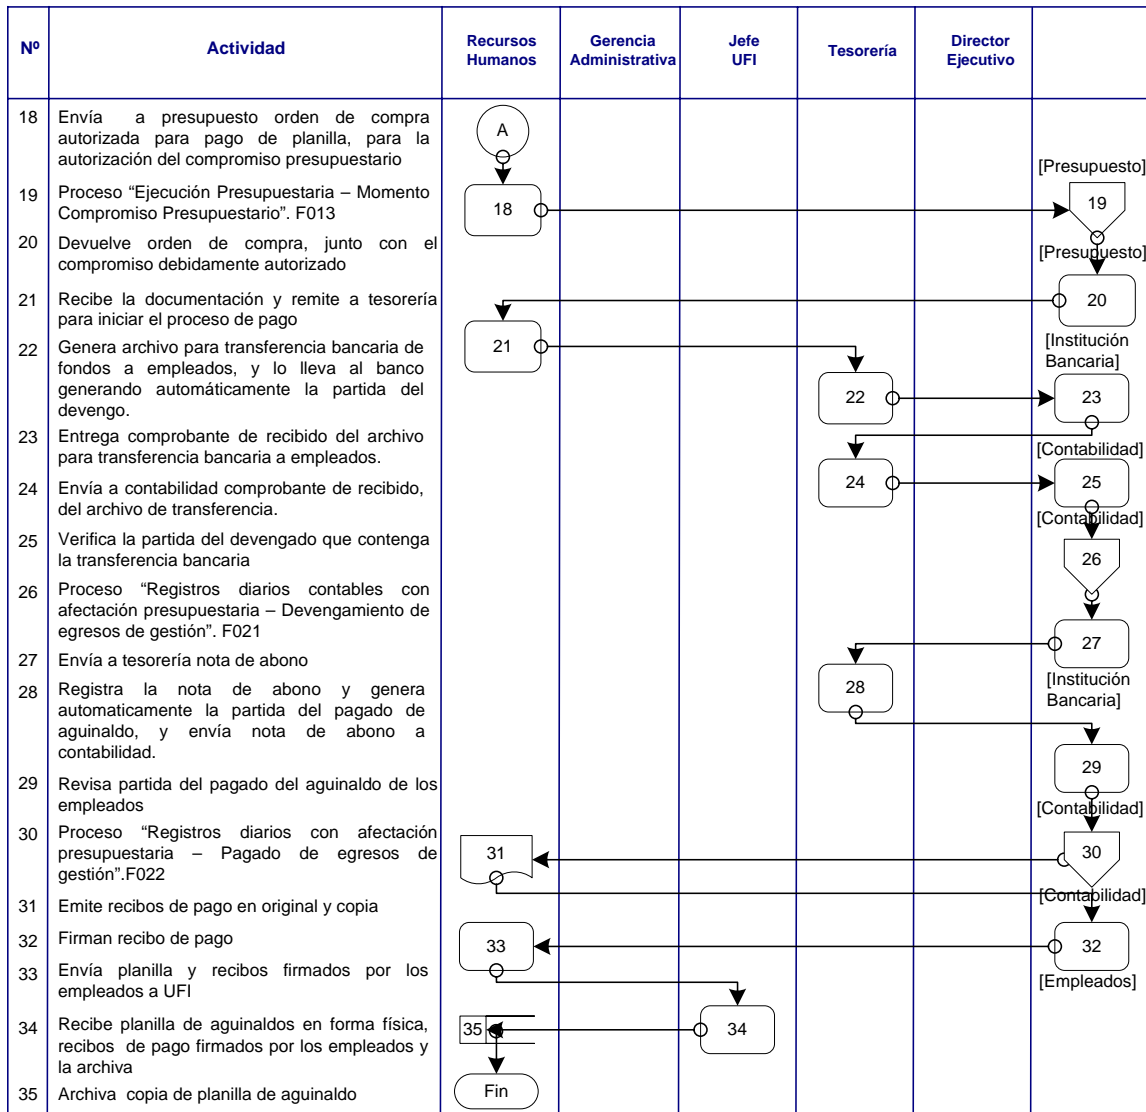 Nº
Actividad
Recursos
Humanos
Gerencia
Administrativa
Jefe
UFI
Tesorería
Director
Ejecutivo
18 Envía a presupuesto orden de compra
autorizada para pago de planilla, para la
autorización del compromiso presupuestario
19 Proceso “Ejecución Presupuestaria – Momento
Compromiso Presupuestario”. F013
20 Devuelve orden de compra, junto con el
compromiso debidamente autorizado
21 Recibe la documentación y remite a tesorería
para iniciar el proceso de pago
22 Genera archivo para transferencia bancaria de
fondos a empleados, y lo lleva al banco
generando automáticamente la partida del
devengo.
23 Entrega comprobante de recibido del archivo
para transferencia bancaria a empleados.
24 Envía a contabilidad comprobante de recibido,
del archivo de transferencia.
25 Verifica la partida del devengado que contenga
la transferencia bancaria
26 Proceso “Registros diarios contables con
afectación presupuestaria – Devengamiento de
egresos de gestión”. F021
27 Envía a tesorería nota de abono
28 Registra la nota de abono y genera
automaticamente la partida del pagado de
aguinaldo, y envía nota de abono a
contabilidad.
29 Revisa partida del pagado del aguinaldo de los
empleados
30 Proceso “Registros diarios con afectación
presupuestaria – Pagado de egresos de
gestión”.F022
31 Emite recibos de pago en original y copia
32 Firman recibo de pago
33 Envía planilla y recibos firmados por los
empleados a UFI
34 Recibe planilla de aguinaldos en forma física,
recibos de pago firmados por los empleados y
la archiva
35 Archiva copia de planilla de aguinaldo
A
[Presupuesto]
18
19
[Presupuesto]
20
21
[Institución
Bancaria]
22
23
[Contabilidad]
24
25
[Contabilidad]
26
27
[Institución
Bancaria]
28
29
[Contabilidad]
30
31
[Contabilidad]
32
33
[Empleados]
34
35
Fin